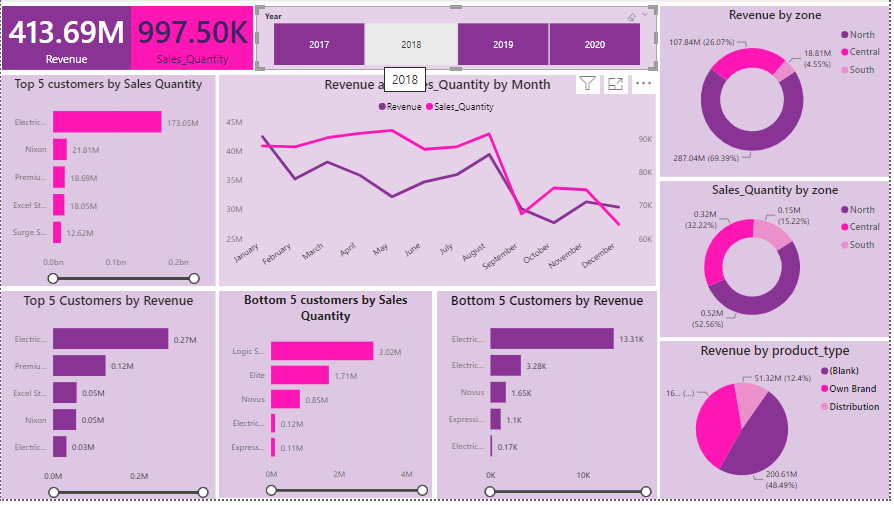 413.69M
Revenue
997.50K
Sales_Quantity
Year
2017
2018
2019
2020
2018
Top 5 customers by Sales Quantity
Electric...
173.05M
Nixon
21.81M
Premiu...
18.69M
Excel St...
18.05M
Surge S...
12.62M
0.0bn
0.1bn
0.2bn
Revenue a
_Quantity by Month
Revenue
Sales_Quantity
45M
40M
35M
30M
25M
90K
80K
70K
60K
January
February
March
April
May
June
July
August
September
October
November
December
Revenue by zone
107.84M (26.07%)
18.81M
(4.55%)
287.04M (69.39%)
North
Central
South
Sales_Quantity by zone
0.32M
(32.22%)
0.15M
(15.22%)
0.52M
(52.56%)
North
Central
South
Top 5 Customers by Revenue
Electric...
0.27M
Premiu...
0.12M
Excel St...
0.05M
Nixon
0.05M
Electric...
0.03M
0.0M
0.2M
Bottom 5 customers by Sales
Quantity
Logic S...
3.02M
Elite
1.71M
Novus
0.85M
Electric...
0.12M
Express...
0.11M
0M
2M
4M
Bottom 5 Customers by Revenue
Electric...
13.31K
Electric...
3.28K
Novus
1.65K
Expressi...
1.1K
Electric...
0.17K
0K
10K
Revenue by product_type
51.32M (12.4%)
16... (...)
200.61M
(48.49%)
(Blank)
Own Brand
Distribution